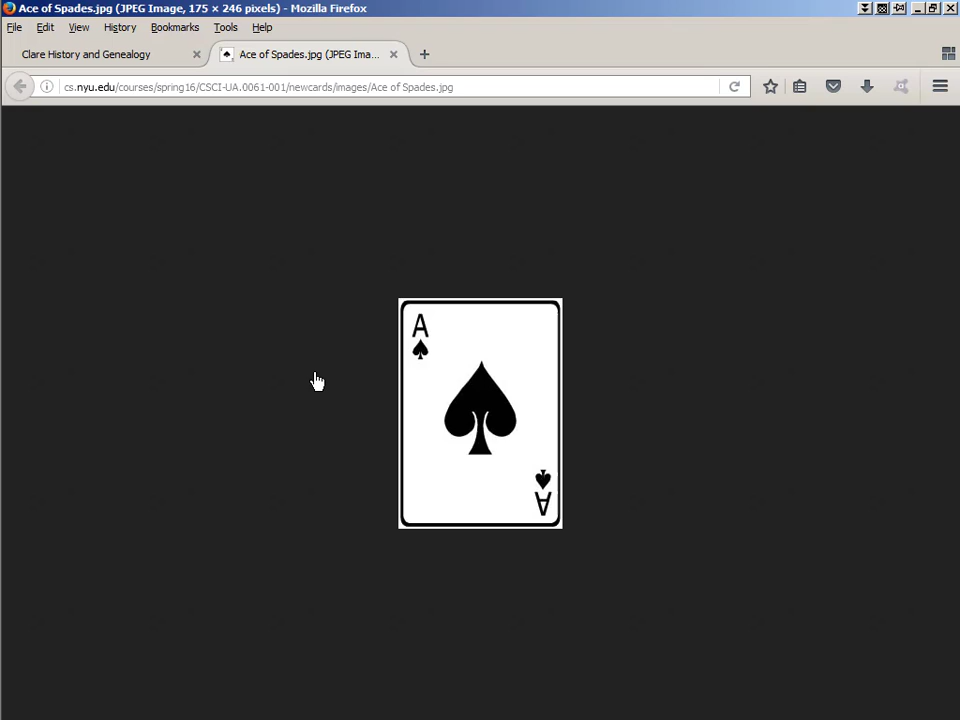 Ace of Spades.jpg (JPEG Image, 175 × 246 pixels) - Mozilla Firefox
File Edit View History Bookmarks Tools Help
Clare History and Genealogy Ace of Spades.jpg (JPEG Ima...
cs.nyu.edu/courses/spring16/CSCI-UA.0061-001/newcards/images/Ace of Spades.jpg
A
A